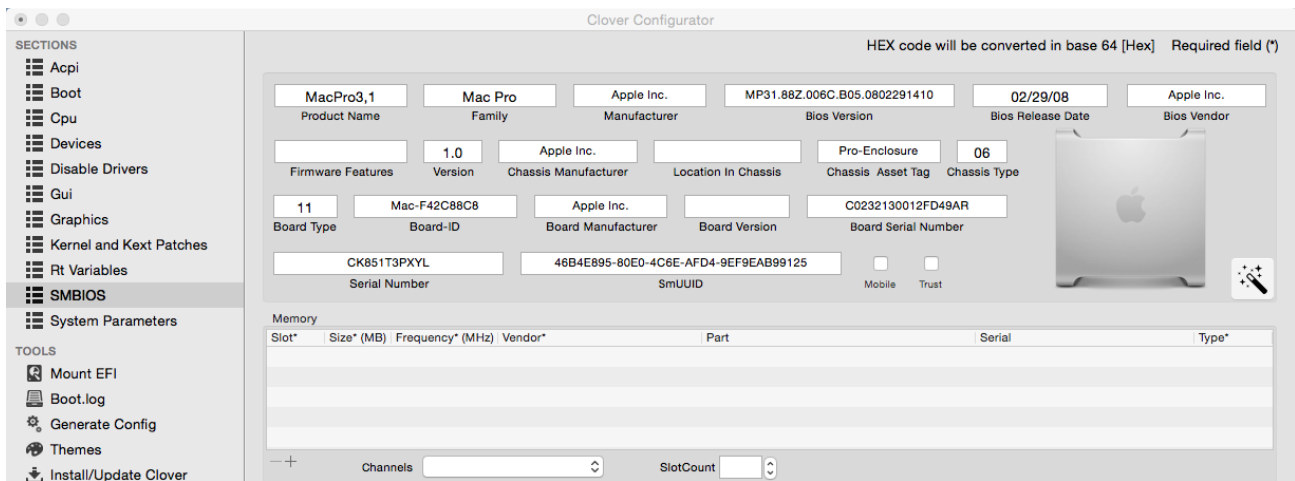 Clover Configurator
SECTIONS
Acpi
Boot
Cpu
Devices
Disable Drivers
Gui
Graphics
Kernel and Kext Patches
Rt Variables
SMBIOS
System Parameters
TOOLS
Mount EFI
Boot.log
Generate Config
Themes
Install/Update Clover
HEX code will be converted in base 64 [Hex] Required field (*)
MacPro3,1 Mac Pro Apple Inc. MP31.88Z.006C.B05.0802291410 02/29/08 Apple Inc.
Product Name Family Manufacturer Bios Version Bios Release Date Bios Vendor
1.0 Apple Inc. Pro-Enclosure 06
Firmware Features Version Chassis Manufacturer Location In Chassis Chassis Asset Tag Chassis Type
11 Mac-F42C88C8 Apple Inc. C0232130012FD49AR
Board Type Board-ID Board Manufacturer Board Version Board Serial Number
CK851T3PXYL 46B4E895-80E0-4C6E-AFD4-9EF9EAB99125
Serial Number SmUUID Mobile Trust
Memory
Slot* Size* (MB) Frequency* (MHz) Vendor* Part Serial Type*
Channels SlotCount